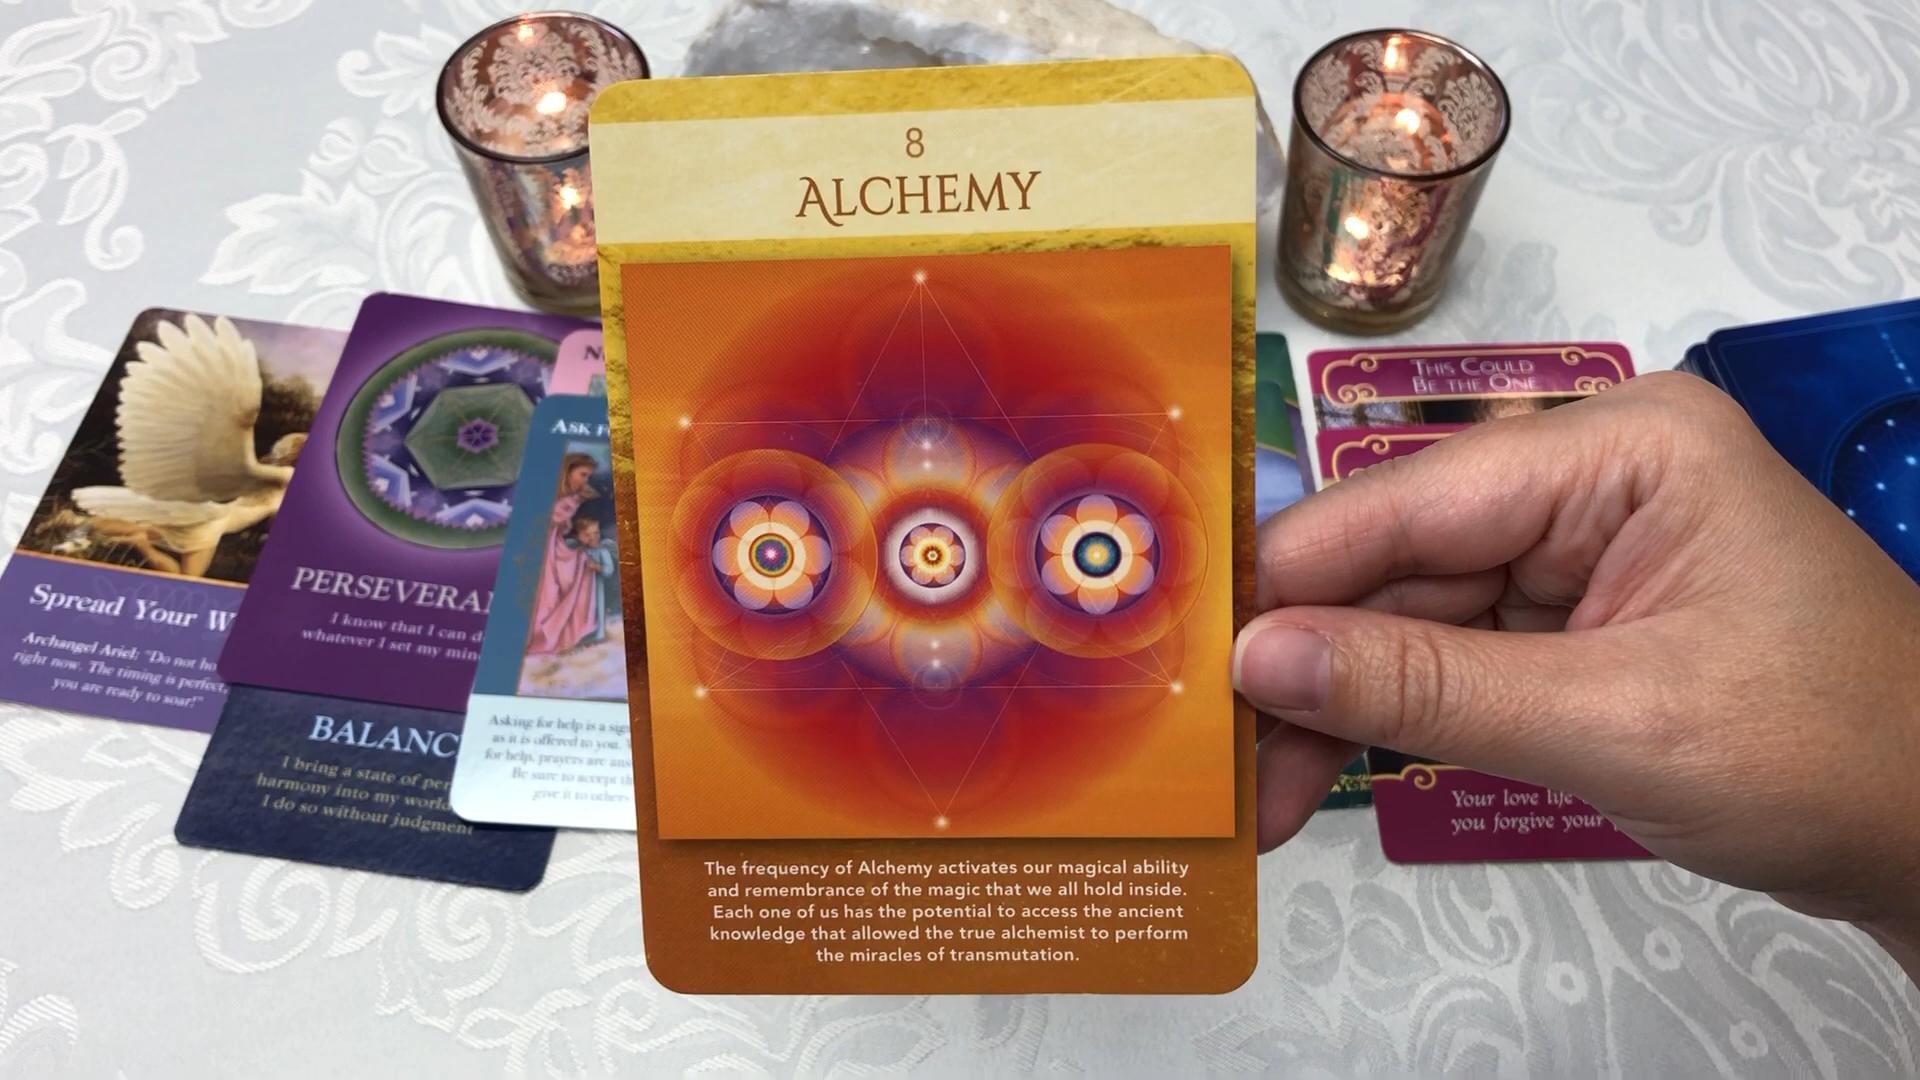 8
ALCHEMY
The frequency of Alchemy activates our magical ability
and remembrance of the magic that we all hold inside.
Each one of us has the potential to access the ancient
knowledge that allowed the true alchemist to perform
the miracles of transmutation.
Spread Your W
Archangel Ariel: "Do not ho
right now. The timing is perfect,
you are ready to soar!"
PERSEVERA
I know that I can d
whatever I set my min
BALANC
I bring a state of per
harmony into my world
I do so without judgment
ASK F
Asking for help is a sig
as it is offered to you.
for help, prayers are ans
Be sure to accept th
give it to others
THIS COULD
BE THE ONE
Your love life
you forgive your